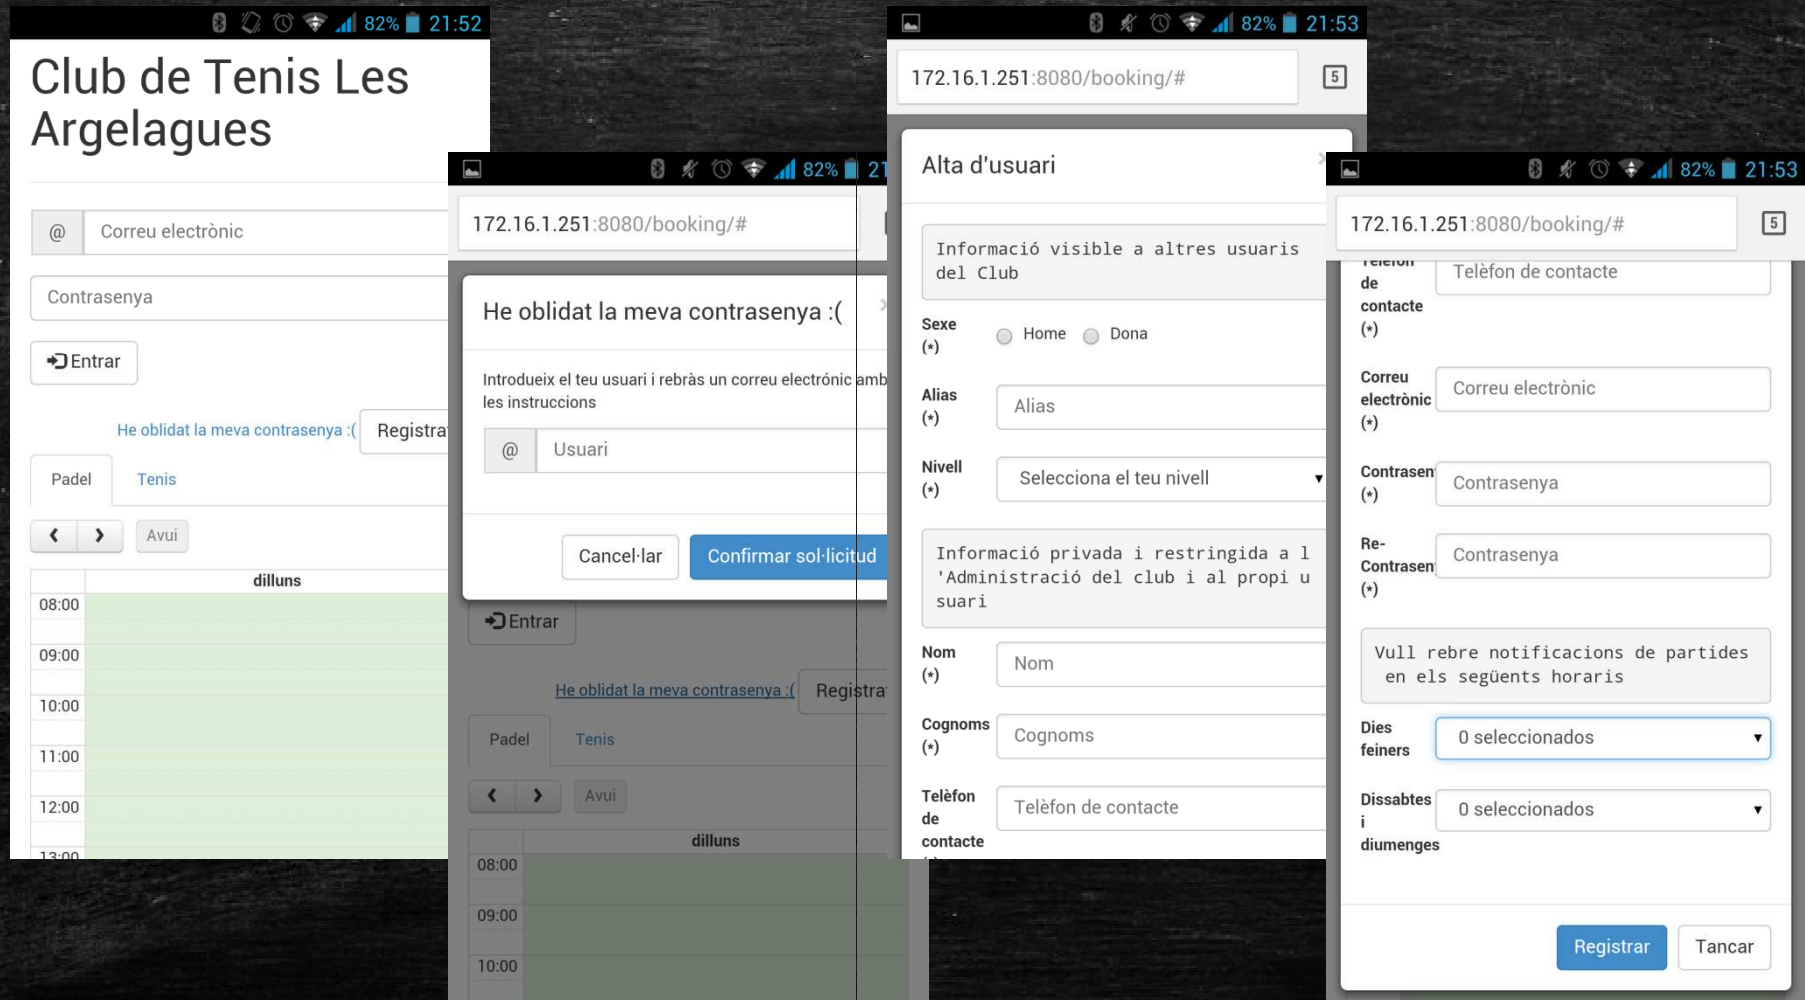 82% 21:52
Club de Tenis Les
Argelagues
@ Correu electrònic
Contrasenya
Entrar
He oblidat la meva contrasenya :(
Padel Tenis
Avui
dilluns
08:00
09:00
10:00
11:00
12:00
13:00
82%
172.16.1.251:8080/booking/#
He oblidat la meva contrasenya :(
Introdueix el teu usuari i rebràs un correu electrónic amb
les instruccions
@ Usuari
Cancel·lar Confirmar sol·licitud
Entrar
He oblidat la meva contrasenya :(
Padel Tenis
Avui
dilluns
08:00
09:00
10:00
82% 21:53
172.16.1.251:8080/booking/# 5
Alta d'usuari
Informació visible a altres usuaris
del Club
Sexe
(*)
Home Dona
Alias
(*)
Alias
Nivell
(*)
Selecciona el teu nivell
Informació privada i restringida a l
'Administració del club i al propi u
suari
Nom
(*)
Nom
Cognoms
(*)
Cognoms
Telèfon
de
contacte
Telèfon de contacte
82% 21:53
172.16.1.251:8080/booking/# 5
Telèfon
de
contacte
(*)
Telèfon de contacte
Correu
electrònic
(*)
Correu electrònic
(*)
Contrasenya
Re-
(*)
Contrasenya
Vull rebre notificacions de partides
en els següents horaris
Dies
feiners
0 seleccionados
Dissabtes
i
diumenges
0 seleccionados
Registrar Tancar